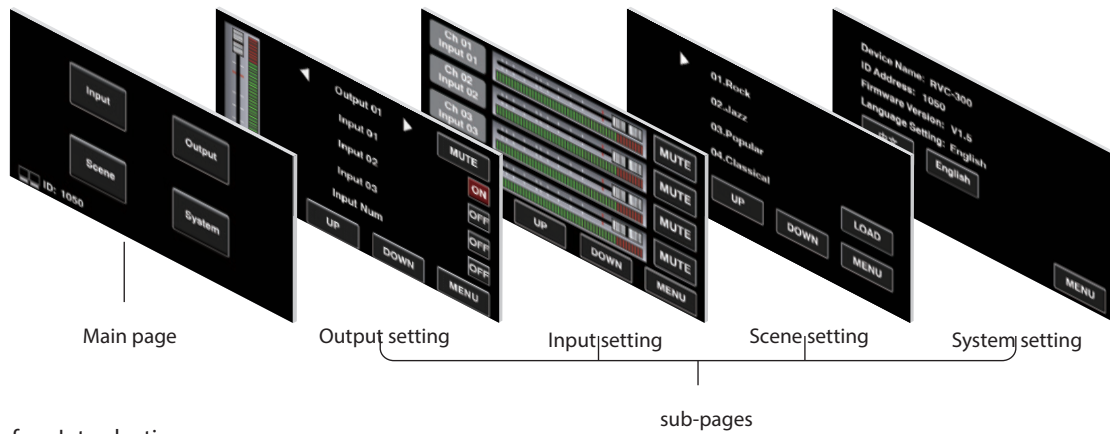 Input
Output
Scene
System
ID: 1050
Output 01
Input 01
Input 02
Input 03
Input Num
MUTE
ON
OFF
OFF
OFF
UP
DOWN
MENU
Ch 01
Input 01
Ch 02
Input 02
Ch 03
Input 03
MUTE
MUTE
MUTE
MUTE
UP
DOWN
MENU
01.Rock
02.Jazz
03.Popular
04.Classical
UP
DOWN
LOAD
MENU
Device Name: RVC-300
ID Address: 1050
Firmware Version: V1.5
Language Setting: English
English
MENU
Main page
Output setting
Input setting
Scene setting
System setting
sub-pages